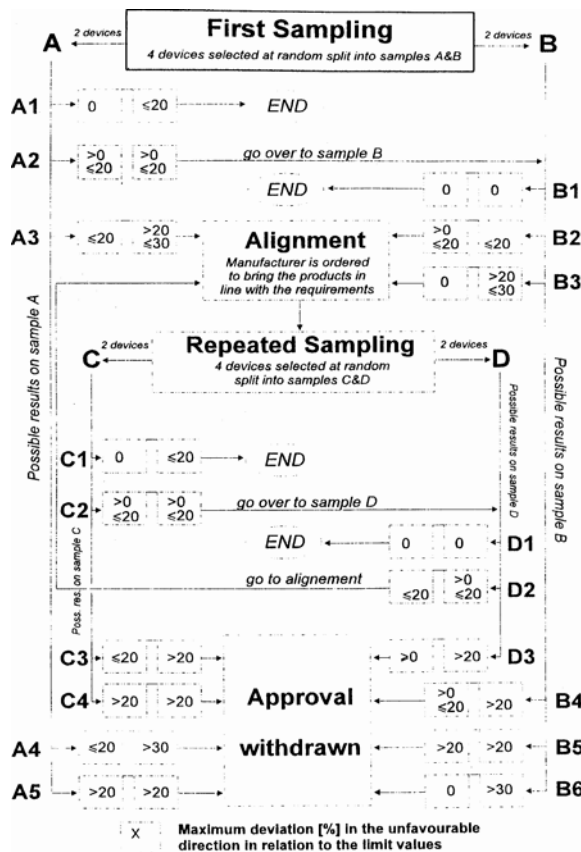 First Sampling
4 devices selected at random split into samples A&B
A 2 devices
2 devices B
A1 0 ≤20 END
A2 >0 ≤20 >0 ≤20 go over to sample B
END 0 0 B1
A3 ≤20 >20 ≤30
Alignment
Manufacturer is ordered
to bring the products in
line with the requirements
>0 ≤20 ≤20 B2
0 >20 ≤30 B3
Repeated Sampling
4 devices selected at random
split into samples C&D
C 2 devices
2 devices D
Possible results on sample A
Poss. res. on sample C
Possible results on sample D
Possible results on sample B
C1 0 ≤20 END
C2 >0 ≤20 >0 ≤20 go over to sample D
END 0 0 D1
go to alignement ≤20 >0 ≤20 D2
C3 ≤20 >20
⩾0 >20 D3
C4 >20 >20
Approval
withdrawn
>0 ≤20 >20 B4
A4 ≤20 >30
>20 >20 B5
A5 >20 >20
0 >30 B6
X Maximum deviation [%] in the unfavourable
direction in relation to the limit values